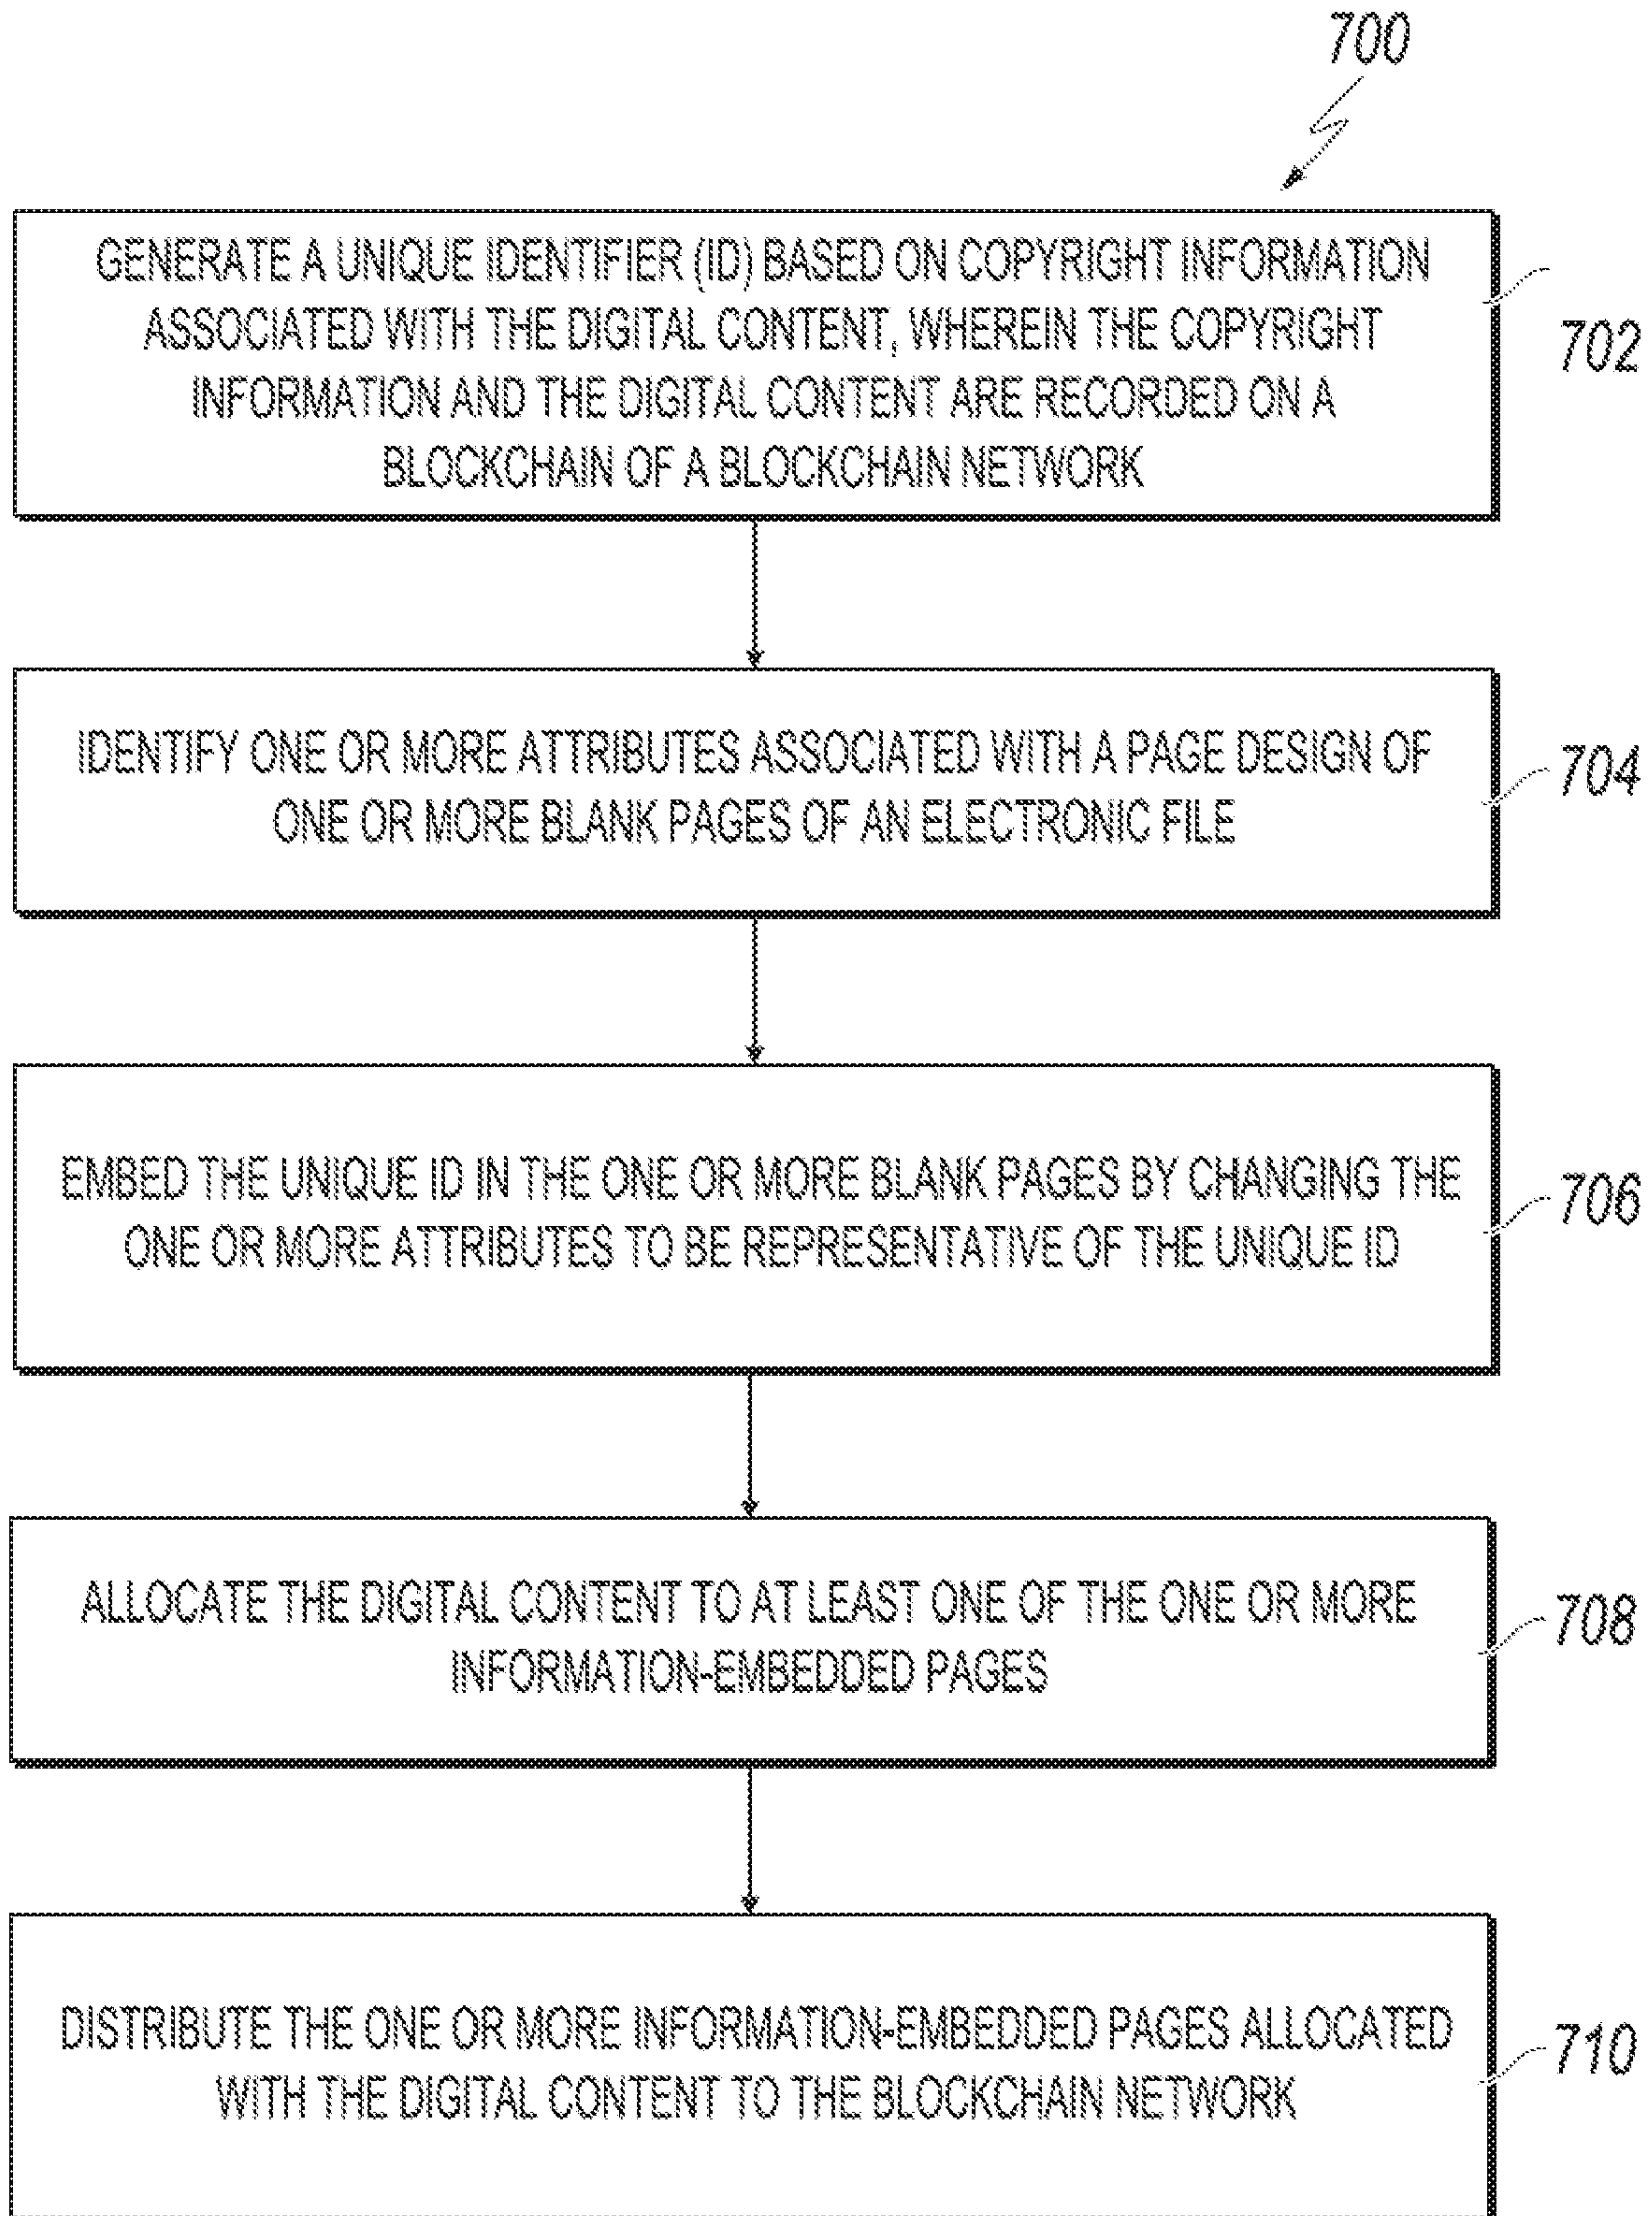 700
GENERATE A UNIQUE IDENTIFIER (ID) BASED ON COPYRIGHT INFORMATION
ASSOCIATED WITH THE DIGITAL CONTENT, WHEREIN THE COPYRIGHT
INFORMATION AND THE DIGITAL CONTENT ARE RECORDED ON A
BLOCKCHAIN OF A BLOCKCHAIN NETWORK
702
IDENTIFY ONE OR MORE ATTRIBUTES ASSOCIATED WITH A PAGE DESIGN OF
ONE OR MORE BLANK PAGES OF AN ELECTRONIC FILE
704
EMBED THE UNIQUE ID IN THE ONE OR MORE BLANK PAGES BY CHANGING THE
ONE OR MORE ATTRIBUTES TO BE REPRESENTATIVE OF THE UNIQUE ID
706
ALLOCATE THE DIGITAL CONTENT TO AT LEAST ONE OF THE ONE OR MORE
INFORMATION-EMBEDDED PAGES
708
DISTRIBUTE THE ONE OR MORE INFORMATION-EMBEDDED PAGES ALLOCATED
WITH THE DIGITAL CONTENT TO THE BLOCKCHAIN NETWORK
710